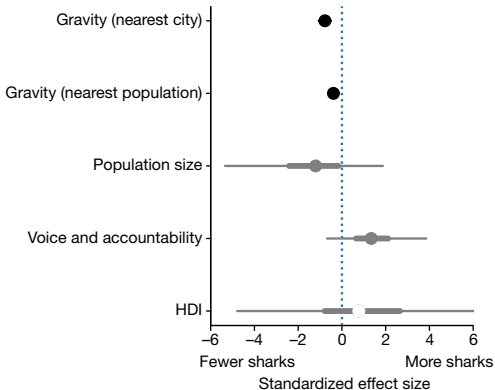 Gravity (nearest city)
Gravity (nearest population)
Population size
Voice and accountability
HDI
−6 −4 −2 0 2 4 6
Fewer sharks More sharks
Standardized effect size